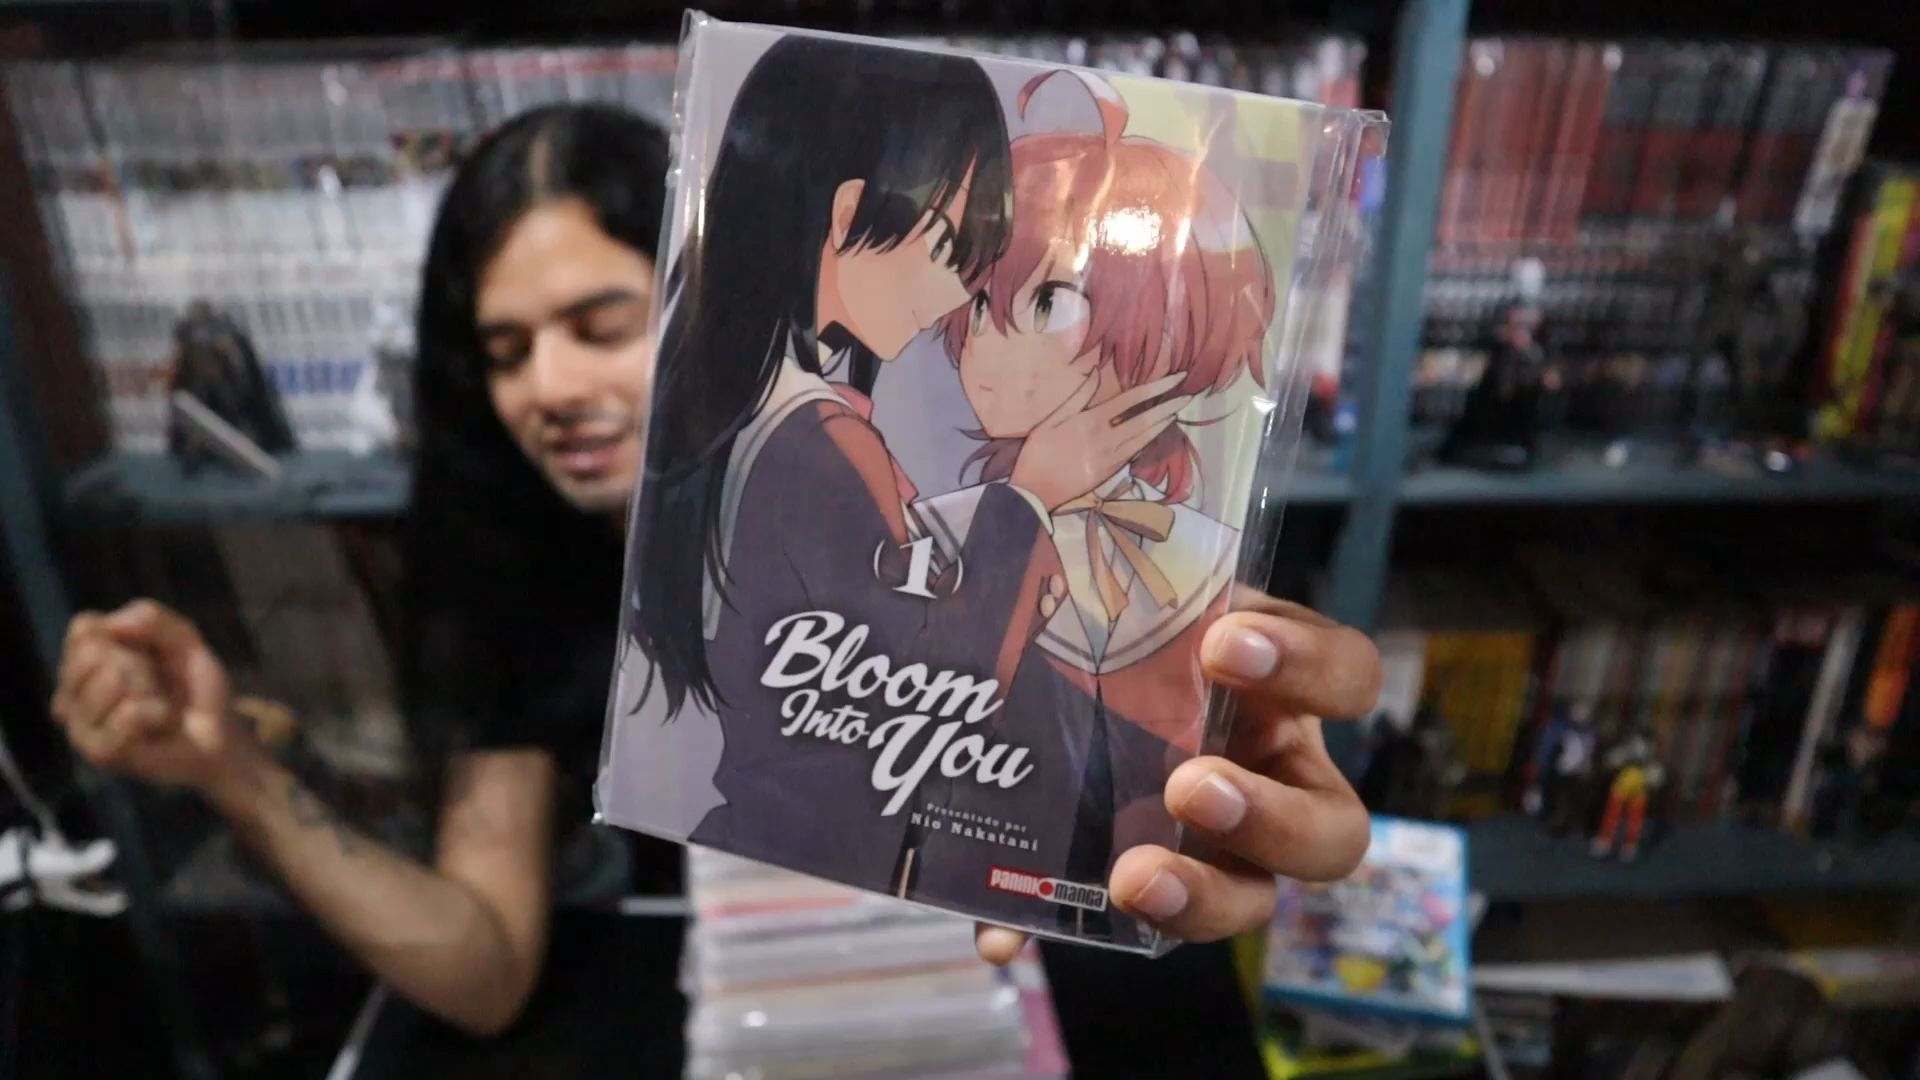 (1)
Bloom
Into You
Presentado por
Nio Nakatani
PANINI manga